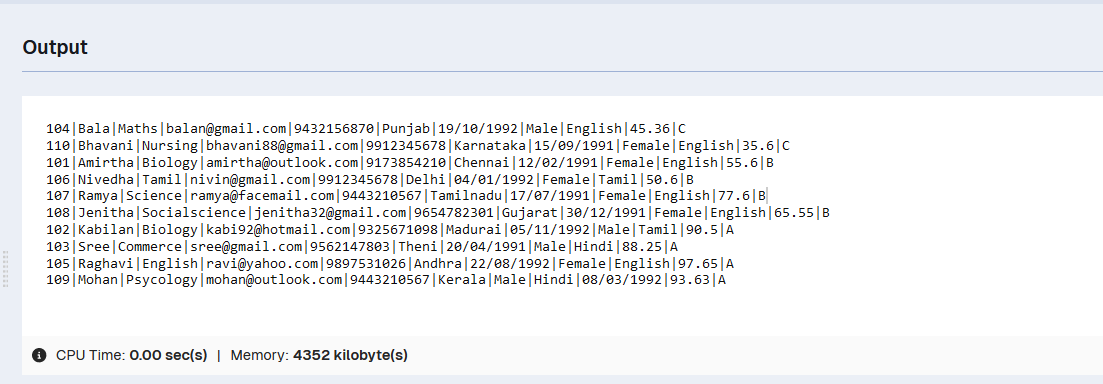 Output
104|Bala|Maths|balan@gmail.com|9432156870|Punjab|19/10/1992|Male|English|45.36|C
110|Bhavani|Nursing|bhavani88@gmail.com|9912345678|Karnataka|15/09/1991|Female|English|35.6|C
101|Amirtha|Biology|amirtha@outlook.com|9173854210|Chennai|12/02/1991|Female|English|55.6|B
106|Nivedha|Tamil|nivin@gmail.com|9912345678|Delhi|04/01/1992|Female|Tamil|50.6|B
107|Ramya|Science|ramya@facemail.com|9443210567|Tamilnadu|17/07/1991|Female|English|77.6|B
108|Jenitha|Socialscience|jenitha32@gmail.com|9654782301|Gujarat|30/12/1991|Female|English|65.55|B
102|Kabilan|Biology|kabi92@hotmail.com|9325671098|Madurai|05/11/1992|Male|Tamil|90.5|A
103|Sree|Commerce|sree@gmail.com|9562147803|Theni|20/04/1991|Male|Hindi|88.25|A
105|Raghavi|English|ravi@yahoo.com|9897531026|Andhra|22/08/1992|Female|English|97.65|A
109|Mohan|Psycology|mohan@outlook.com|9443210567|Kerala|Male|Hindi|08/03/1992|93.63|A
CPU Time: 0.00 sec(s) | Memory: 4352 kilobyte(s)